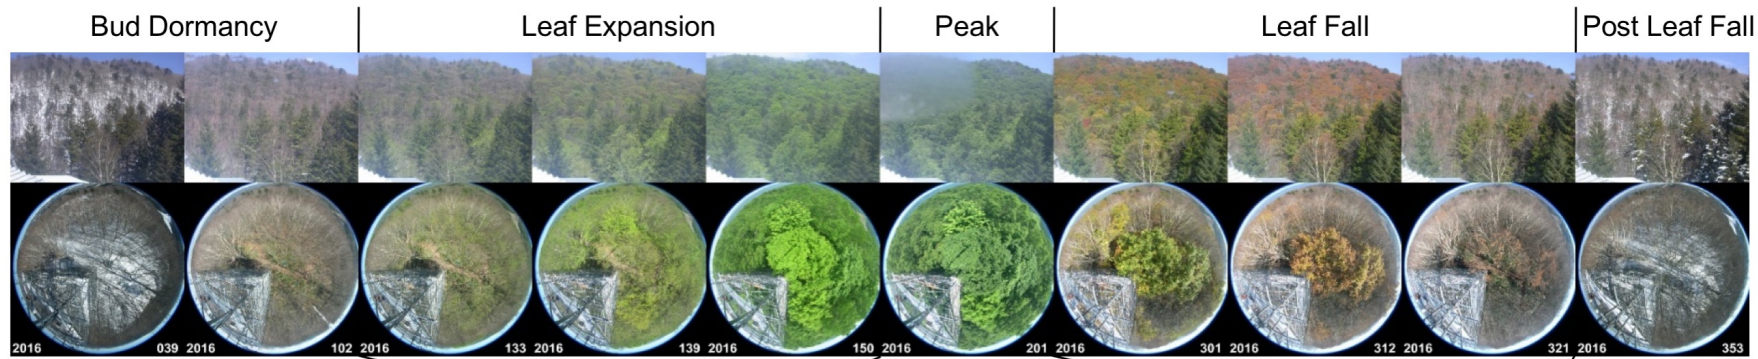 Bud Dormancy Leaf Expansion Peak Leaf Fall Post Leaf Fall
2016 039 2016 102 2016 133 2016 139 2016 150 2016 201 2016 301 2016 312 2016 321 2016 353